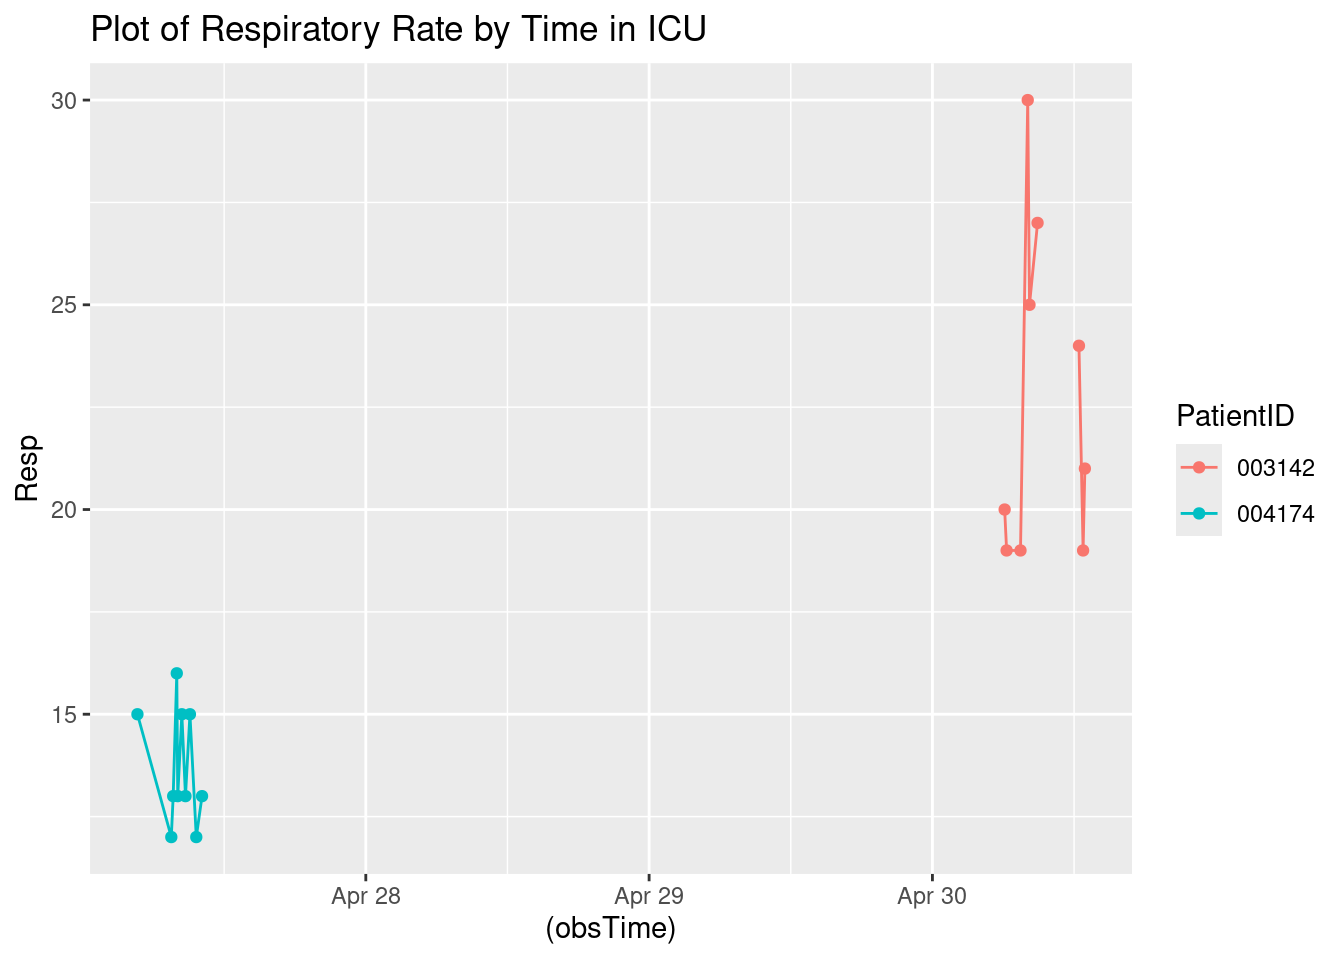 Plot of Respiratory Rate by Time in ICU
30
25
20
15
Resp
Apr 28
Apr 29
Apr 30
(obsTime)
PatientID
003142
004174